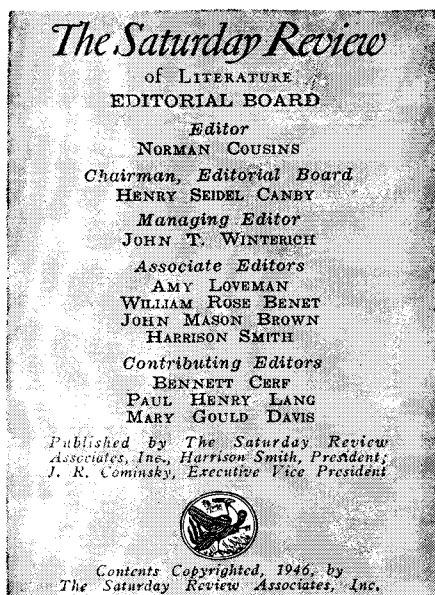 The Saturday Review
of LITERATURE
EDITORIAL BOARD
Editor
NORMAN COUSINS
Chairman, Editorial Board
HENRY SEIDEL CANBY
Managing Editor
JOHN T. WINTERICH
Associate Editors
AMY LOVEMAN
WILLIAM ROSE BENET
JOHN MASON BROWN
HARRISON SMITH
Contributing Editors
BENNETT CERF
PAUL HENRY LANG
MARY GOULD DAVIS
Published by The Saturday Review
Associates, Inc., Harrison Smith, President;
J. R. Cominsky, Executive Vice President
Contents Copyrighted, 1946, by
The Saturday Review Associates, Inc.